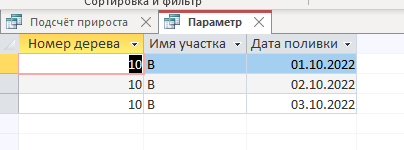 Сортировка и фильтр
Подсчёт прироста Параметр
Номер дерева Имя участка Дата поливки
10 В 01.10.2022
10 В 02.10.2022
10 В 03.10.2022